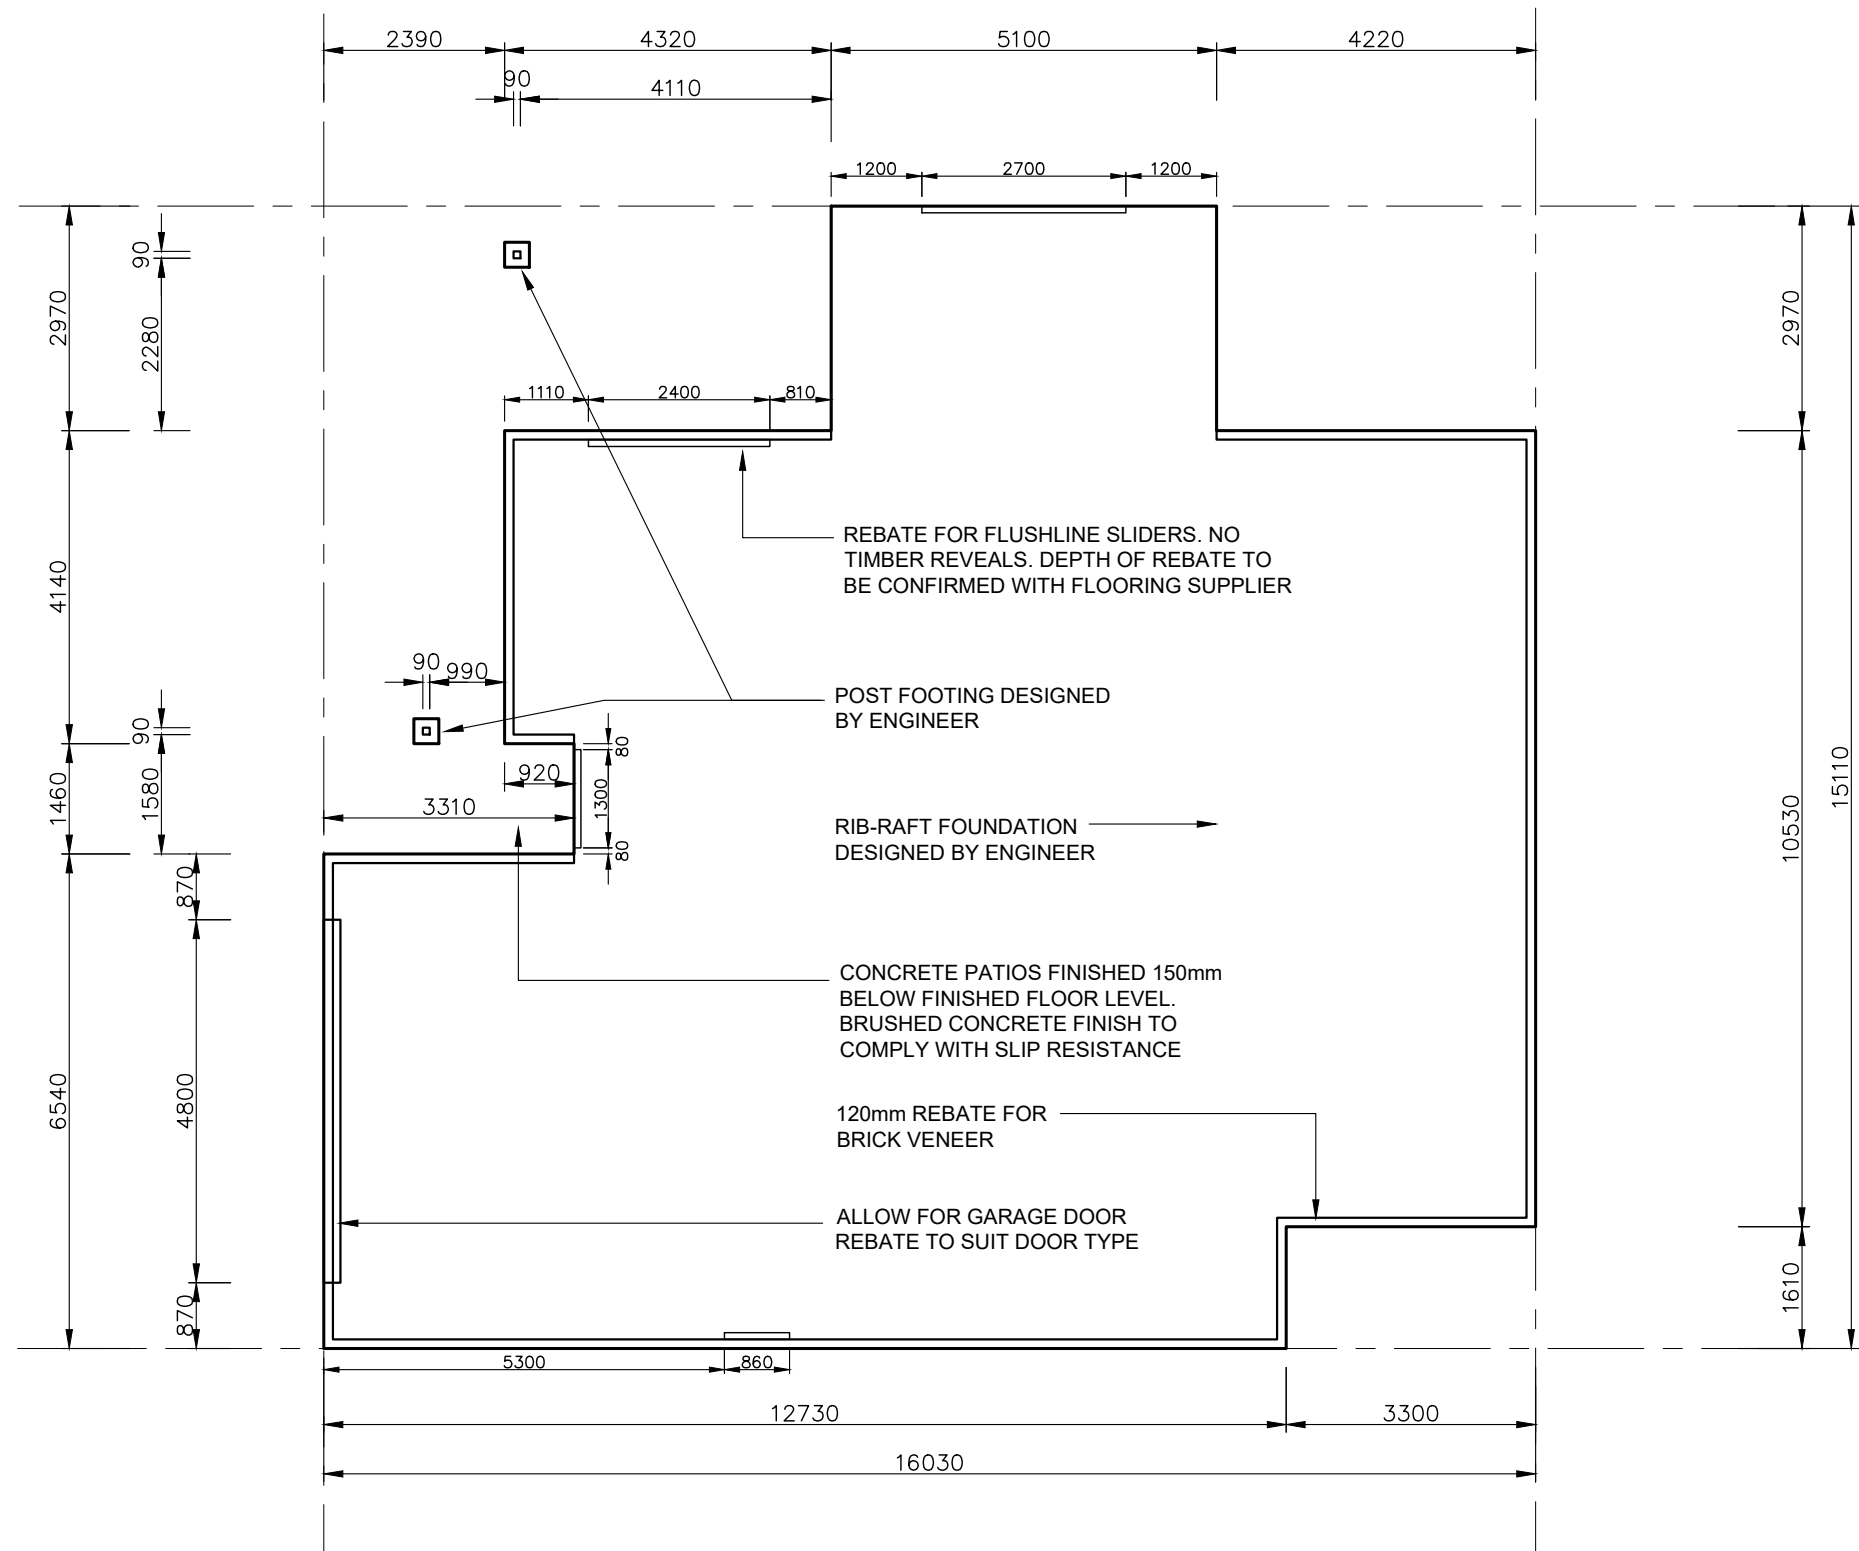 2390 4320 5100 4220
90
4110
1200 2700 1200
90
2970
2280
2970
1110 2400 810
REBATE FOR FLUSHLINE SLIDERS. NO
TIMBER REVEALS. DEPTH OF REBATE TO
BE CONFIRMED WITH FLOORING SUPPLIER
4140
15110
90 990
POST FOOTING DESIGNED
BY ENGINEER
90
80
920
1460
1580
1300
3310
RIB-RAFT FOUNDATION
DESIGNED BY ENGINEER
80
10530
870
CONCRETE PATIOS FINISHED 150mm
BELOW FINISHED FLOOR LEVEL.
BRUSHED CONCRETE FINISH TO
COMPLY WITH SLIP RESISTANCE
6540
4800
120mm REBATE FOR
BRICK VENEER
ALLOW FOR GARAGE DOOR
REBATE TO SUIT DOOR TYPE
870
1610
5300 860
12730 3300
16030